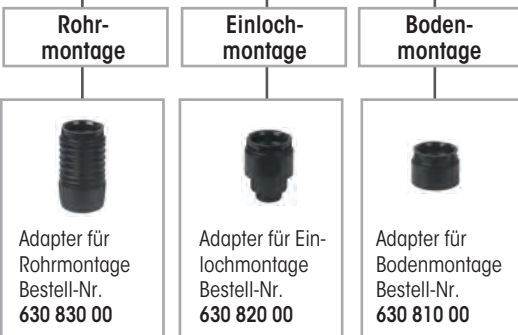 Rohr-
montage
Einloch-
montage
Boden-
montage
Adapter für
Rohrmontage
Bestell-Nr.
630 830 00
Adapter für Ein-
lochmontage
Bestell-Nr.
630 820 00
Adapter für
Bodenmontage
Bestell-Nr.
630 810 00